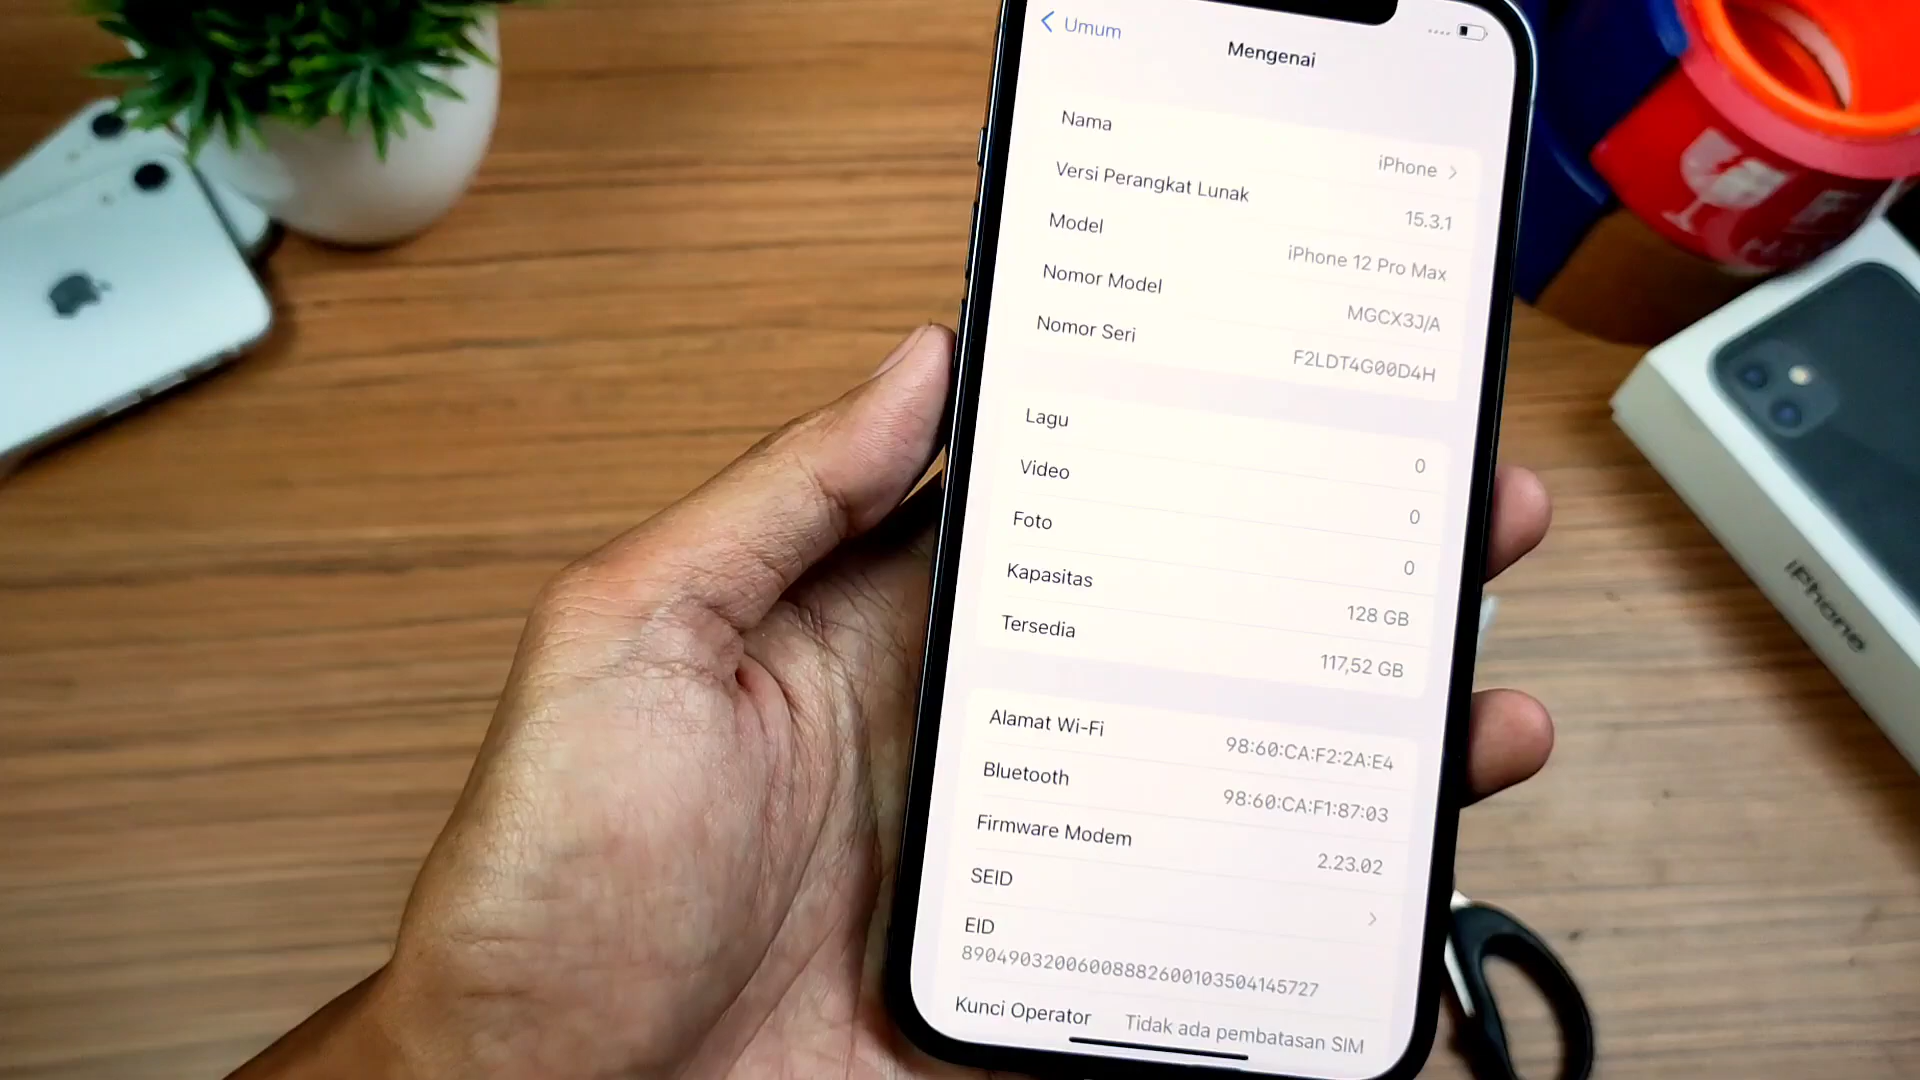 Umum
Mengenai
Nama
iPhone
Versi Perangkat Lunak
15.3.1
Model
iPhone 12 Pro Max
Nomor Model
MGCX3J/A
Nomor Seri
F2LDT4G00D4H
Lagu
0
Video
0
Foto
0
Kapasitas
128 GB
Tersedia
117,52 GB
Alamat Wi-Fi
98:60:CA:F2:2A:E4
Bluetooth
98:60:CA:F1:87:03
Firmware Modem
2.23.02
SEID
EID
89049032006008882600103504145727
Kunci Operator
Tidak ada pembatasan SIM
iPhone